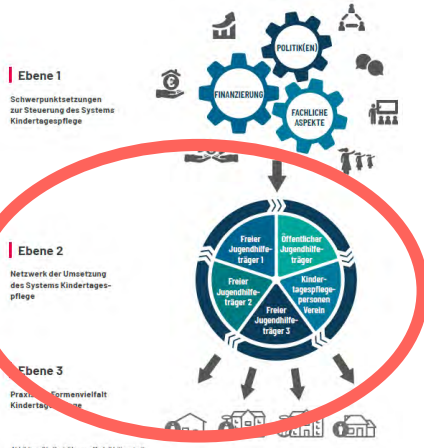 POLITIK(EN)
FINANZIERUNG
FACHLICHE
ASPEKTE
Ebene 1
Schwerpunktsetzungen
zur Steuerung des Systems
Kindertagespflege
Ebene 2
Netzwerk der Umsetzung
des Systems Kindertages-
pflege
Freier
Jugendhilfe-
träger 1
Öffentlicher
Jugendhilfe-
träger
Freier
Jugendhilfe-
träger 2
Kinder-
tagespflege-
personen
Verein
Freier
Jugendhilfe-
träger 3
Ebene 3
Formenvielfalt